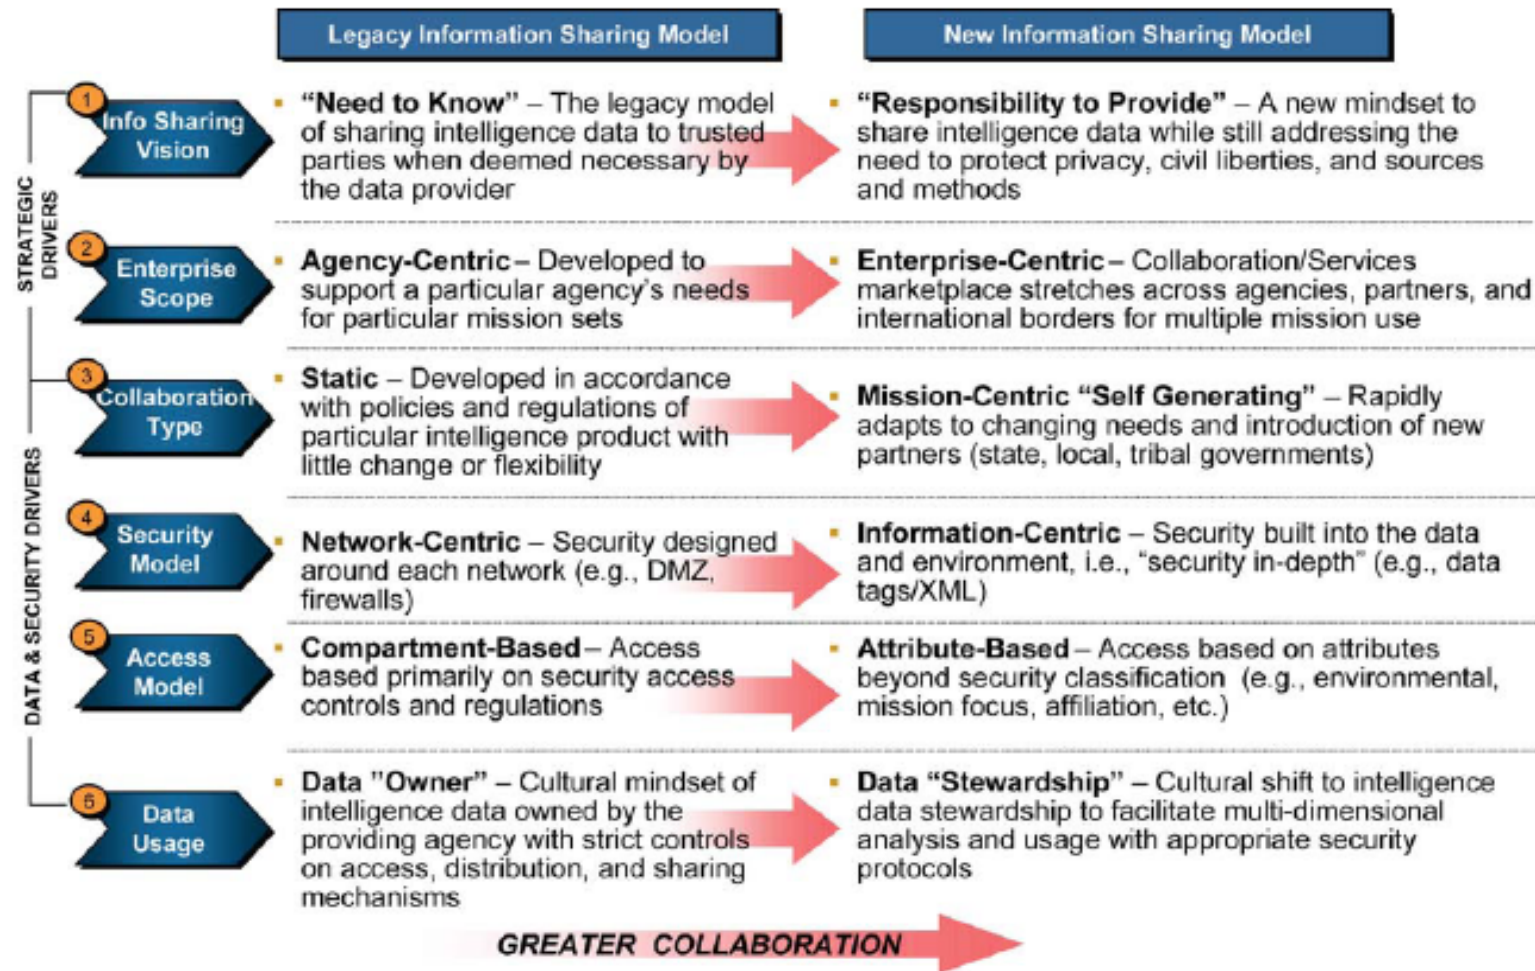 Legacy Information Sharing Model
New Information Sharing Model
STRATEGIC
DRIVERS
1
Info Sharing
Vision
▪ “Need to Know” – The legacy model
of sharing intelligence data to trusted
parties when deemed necessary by
the data provider
▪ “Responsibility to Provide” – A new mindset to
share intelligence data while still addressing the
need to protect privacy, civil liberties, and sources
and methods
2
Enterprise
Scope
▪ Agency-Centric – Developed to
support a particular agency’s needs
for particular mission sets
▪ Enterprise-Centric – Collaboration/Services
marketplace stretches across agencies, partners, and
international borders for multiple mission use
3
Collaboration
Type
▪ Static – Developed in accordance
with policies and regulations of
particular intelligence product with
little change or flexibility
▪ Mission-Centric “Self Generating” – Rapidly
adapts to changing needs and introduction of new
partners (state, local, tribal governments)
DATA & SECURITY DRIVERS
4
Security
Model
▪ Network-Centric – Security designed
around each network (e.g., DMZ,
firewalls)
▪ Information-Centric – Security built into the data
and environment, i.e., “security in-depth” (e.g., data
tags/XML)
5
Access
Model
▪ Compartment-Based – Access
based primarily on security access
controls and regulations
▪ Attribute-Based – Access based on attributes
beyond security classification (e.g., environmental,
mission focus, affiliation, etc.)
6
Data
Usage
▪ Data "Owner” – Cultural mindset of
intelligence data owned by the
providing agency with strict controls
on access, distribution, and sharing
mechanisms
▪ Data “Stewardship” – Cultural shift to intelligence
data stewardship to facilitate multi-dimensional
analysis and usage with appropriate security
protocols
GREATER COLLABORATION